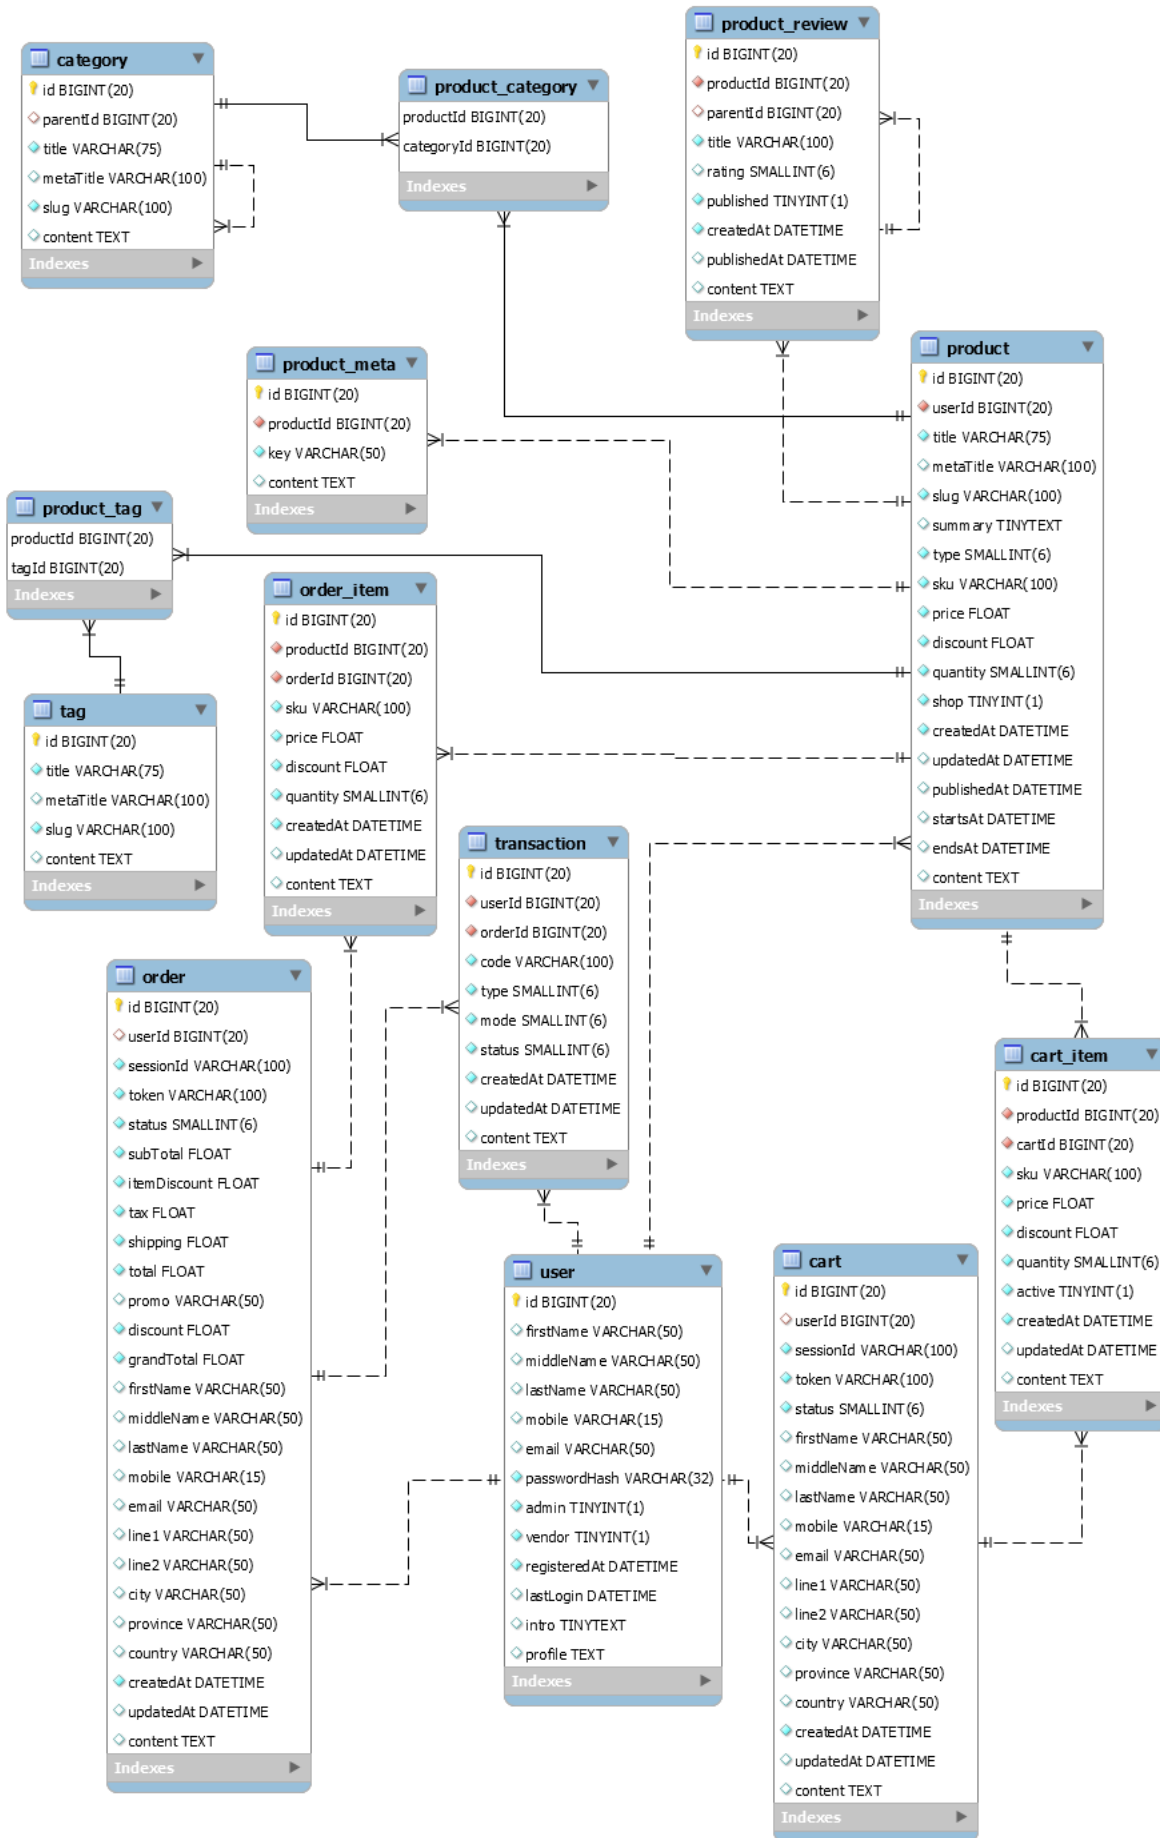 category
id BIGINT(20)
parentId BIGINT(20)
title VARCHAR(75)
metaTitle VARCHAR(100)
slug VARCHAR(100)
content TEXT
Indexes
product_category
productId BIGINT(20)
categoryId BIGINT(20)
Indexes
product_review
id BIGINT(20)
productId BIGINT(20)
parentId BIGINT(20)
title VARCHAR(100)
rating SMALLINT(6)
published TINYINT(1)
createdAt DATETIME
publishedAt DATETIME
content TEXT
Indexes
product_meta
id BIGINT(20)
productId BIGINT(20)
key VARCHAR(50)
content TEXT
Indexes
product
id BIGINT(20)
userId BIGINT(20)
title VARCHAR(75)
metaTitle VARCHAR(100)
slug VARCHAR(100)
summary TINYTEXT
type SMALLINT(6)
sku VARCHAR(100)
price FLOAT
discount FLOAT
quantity SMALLINT(6)
shop TINYINT(1)
createdAt DATETIME
updatedAt DATETIME
publishedAt DATETIME
startsAt DATETIME
endsAt DATETIME
content TEXT
Indexes
product_tag
productId BIGINT(20)
tagId BIGINT(20)
Indexes
order_item
id BIGINT(20)
productId BIGINT(20)
orderId BIGINT(20)
sku VARCHAR(100)
price FLOAT
discount FLOAT
quantity SMALLINT(6)
createdAt DATETIME
updatedAt DATETIME
content TEXT
Indexes
tag
id BIGINT(20)
title VARCHAR(75)
metaTitle VARCHAR(100)
slug VARCHAR(100)
content TEXT
Indexes
transaction
id BIGINT(20)
userId BIGINT(20)
orderId BIGINT(20)
code VARCHAR(100)
type SMALLINT(6)
mode SMALLINT(6)
status SMALLINT(6)
createdAt DATETIME
updatedAt DATETIME
content TEXT
Indexes
order
id BIGINT(20)
userId BIGINT(20)
sessionId VARCHAR(100)
token VARCHAR(100)
status SMALLINT(6)
subTotal FLOAT
itemDiscount FLOAT
tax FLOAT
shipping FLOAT
total FLOAT
promo VARCHAR(50)
discount FLOAT
grandTotal FLOAT
firstName VARCHAR(50)
middleName VARCHAR(50)
lastName VARCHAR(50)
mobile VARCHAR(15)
email VARCHAR(50)
line1 VARCHAR(50)
line2 VARCHAR(50)
city VARCHAR(50)
province VARCHAR(50)
country VARCHAR(50)
createdAt DATETIME
updatedAt DATETIME
content TEXT
Indexes
cart_item
id BIGINT(20)
productId BIGINT(20)
cartId BIGINT(20)
sku VARCHAR(100)
price FLOAT
discount FLOAT
quantity SMALLINT(6)
active TINYINT(1)
createdAt DATETIME
updatedAt DATETIME
content TEXT
Indexes
user
id BIGINT(20)
firstName VARCHAR(50)
middleName VARCHAR(50)
lastName VARCHAR(50)
mobile VARCHAR(15)
email VARCHAR(50)
passwordHash VARCHAR(32)
admin TINYINT(1)
vendor TINYINT(1)
registeredAt DATETIME
lastLogin DATETIME
intro TINYTEXT
profile TEXT
Indexes
cart
id BIGINT(20)
userId BIGINT(20)
sessionId VARCHAR(100)
token VARCHAR(100)
status SMALLINT(6)
firstName VARCHAR(50)
middleName VARCHAR(50)
lastName VARCHAR(50)
mobile VARCHAR(15)
email VARCHAR(50)
line1 VARCHAR(50)
line2 VARCHAR(50)
city VARCHAR(50)
province VARCHAR(50)
country VARCHAR(50)
createdAt DATETIME
updatedAt DATETIME
content TEXT
Indexes